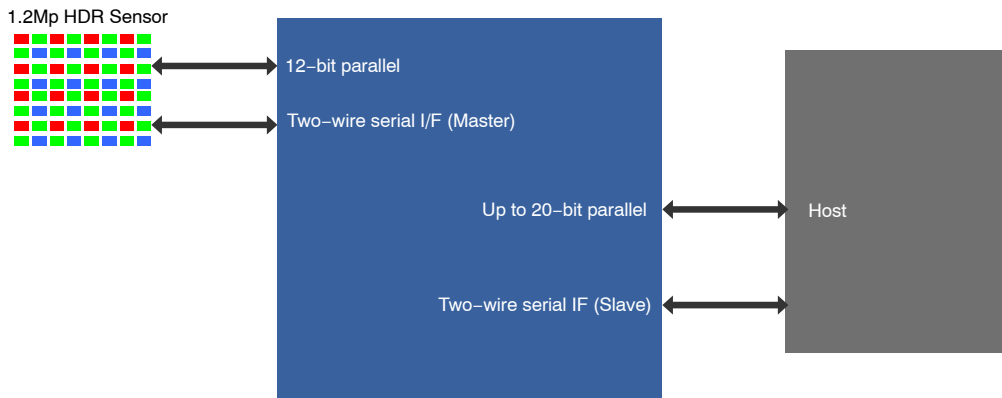 1.2Mp HDR Sensor
12−bit parallel
Two−wire serial I/F (Master)
Up to 20−bit parallel
Host
Two−wire serial IF (Slave)